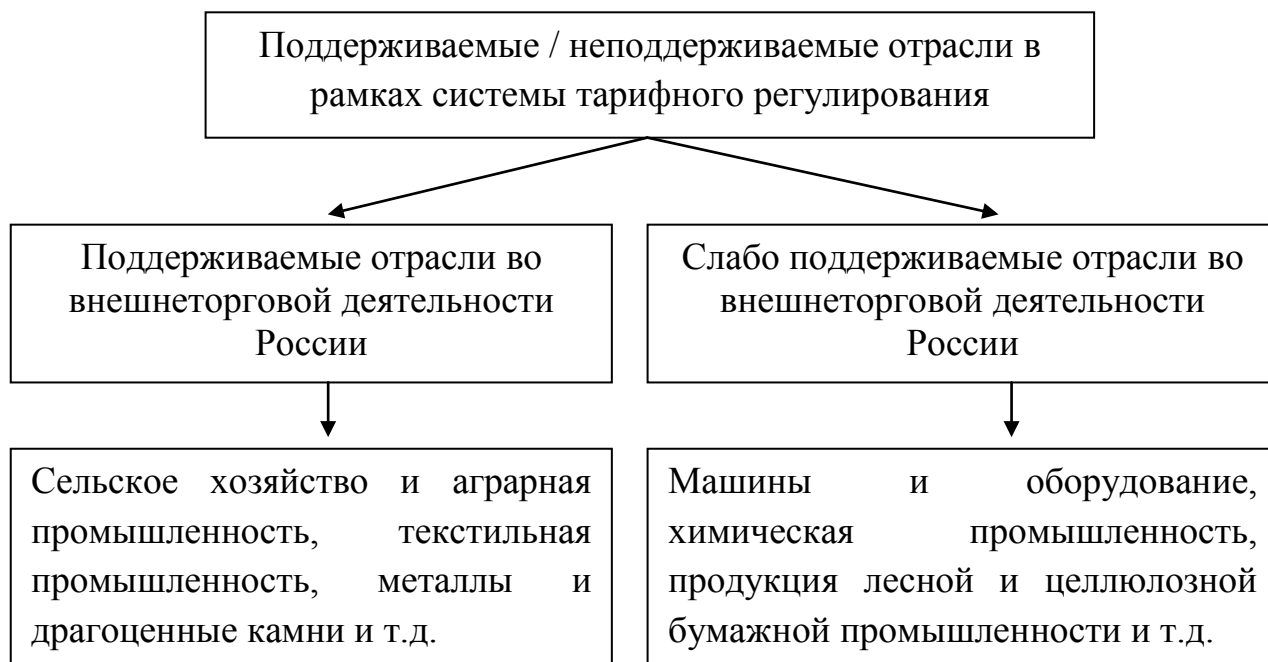 Поддерживаемые / неподдерживаемые отрасли в
рамках системы тарифного регулирования
Поддерживаемые отрасли во
внешнеторговой деятельности
России
Слабо поддерживаемые отрасли во
внешнеторговой деятельности
России
Сельское хозяйство и аграрная
промышленность, текстильная
промышленность, металлы и
драгоценные камни и т.д.
Машины и оборудование,
химическая промышленность,
продукция лесной и целлюлозной
бумажной промышленности и т.д.